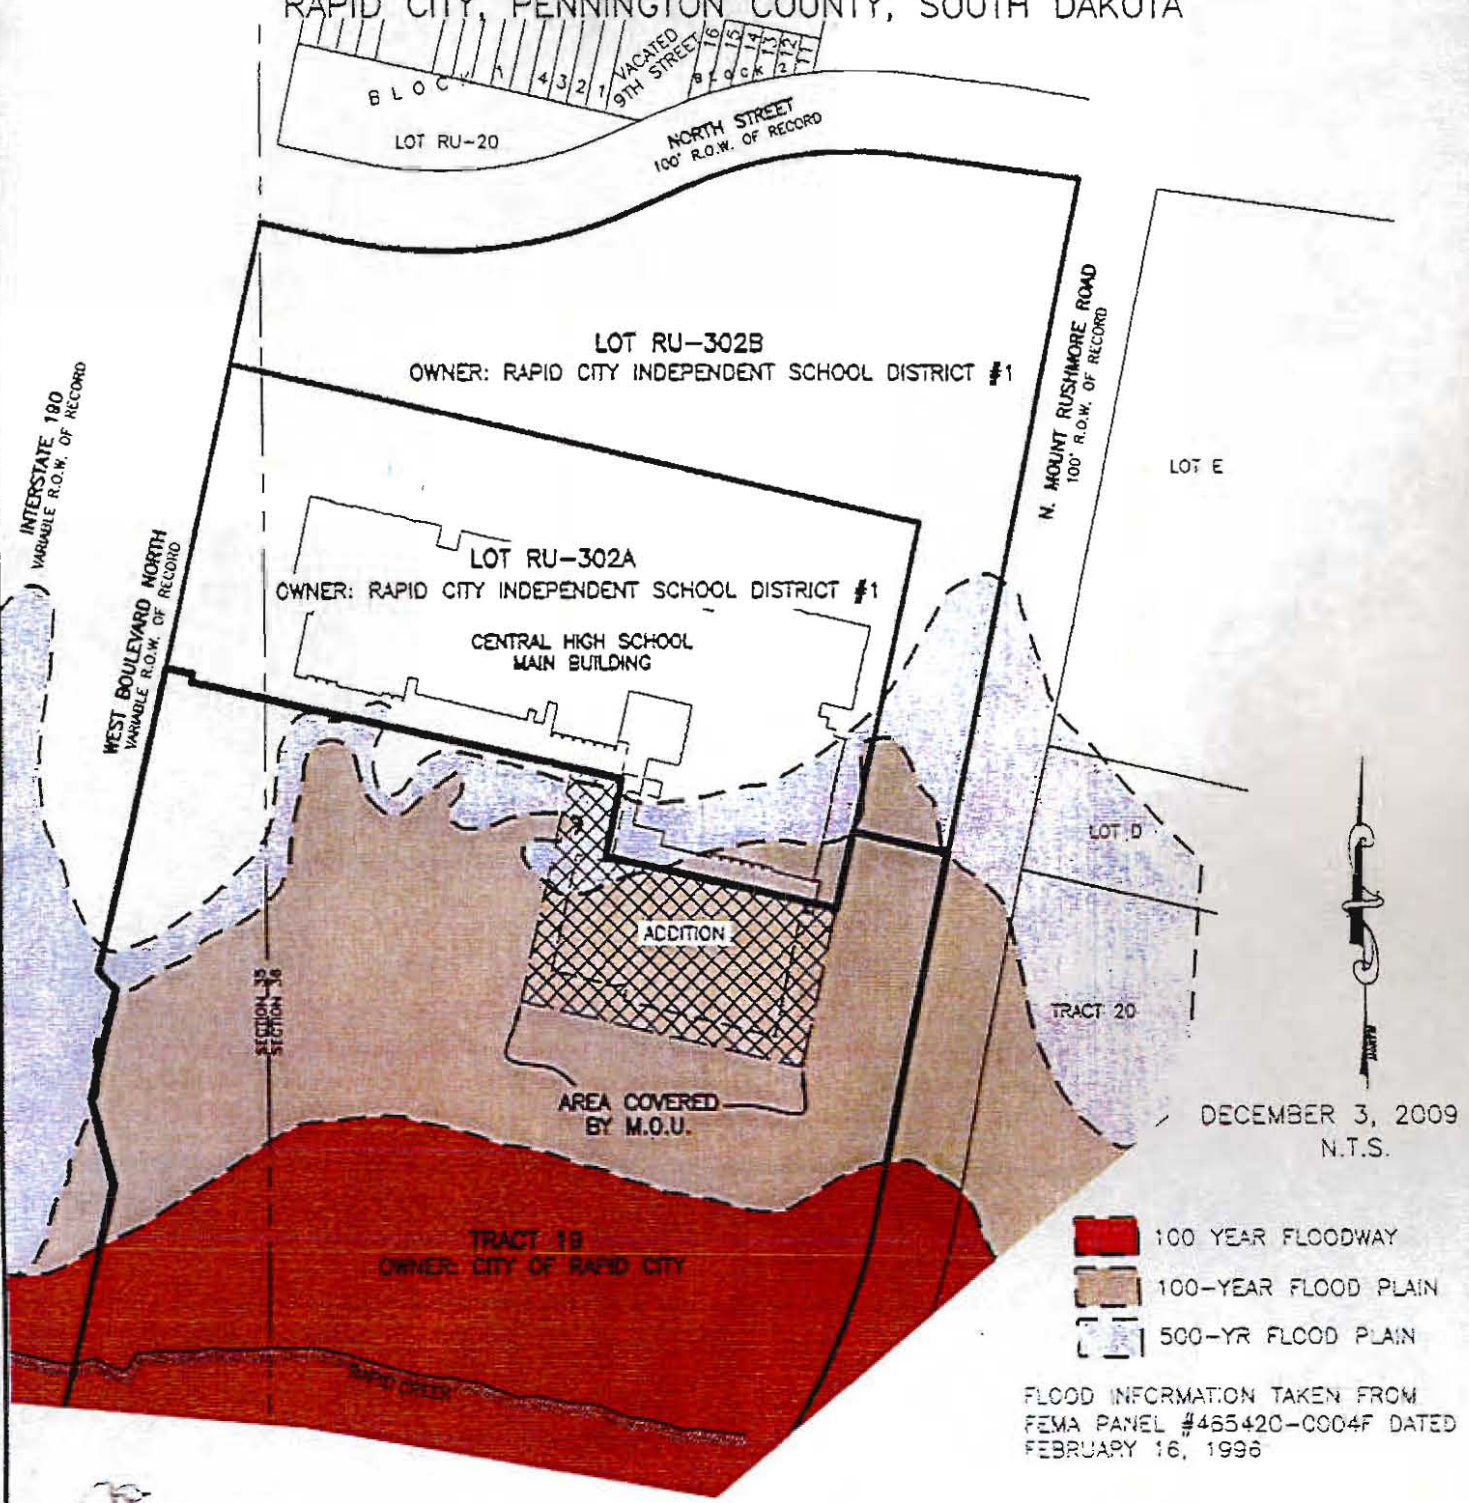 RAPID CITY, PENNINGTON COUNTY, SOUTH DAKOTA
BLOCK
4 3 2 1
VACATED
9TH STREET
16 15 14 13 12 11
BLOCK 2
LOT RU-20
NORTH STREET
100' R.O.W. OF RECORD
LOT RU-302B
OWNER: RAPID CITY INDEPENDENT SCHOOL DISTRICT #1
N. MOUNT RUSHMORE ROAD
100' R.O.W. OF RECORD
INTERSTATE 190
VARIABLE R.O.W. OF RECORD
LOT E
WEST BOULEVARD NORTH
VARIABLE R.O.W. OF RECORD
LOT RU-302A
OWNER: RAPID CITY INDEPENDENT SCHOOL DISTRICT #1
CENTRAL HIGH SCHOOL
MAIN BUILDING
LOT D
ADDITION
SECTION 35
SECTION 36
TRACT 20
AREA COVERED
BY M.O.U.
NORTH
DECEMBER 3, 2009
N.T.S.
TRACT 19
OWNER: CITY OF RAPID CITY
RAPID CREEK
100 YEAR FLOODWAY
100-YEAR FLOOD PLAIN
500-YR FLOOD PLAIN
FLOOD INFORMATION TAKEN FROM
FEMA PANEL #465420-0004F DATED
FEBRUARY 16, 1996